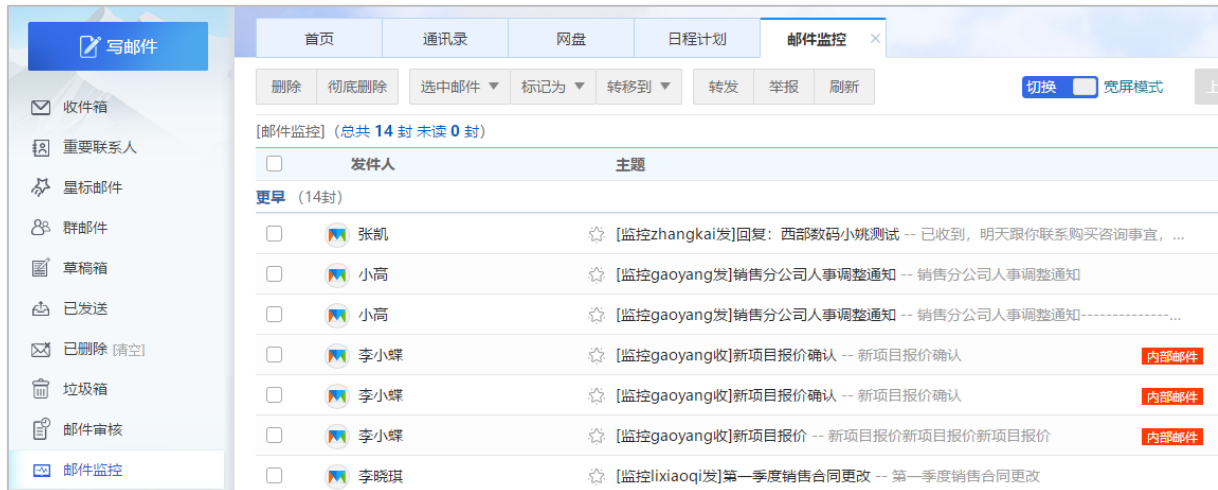 写邮件
收件箱
重要联系人
星标邮件
群邮件
草稿箱
已发送
已删除 [清空]
垃圾箱
邮件审核
邮件监控
首页 通讯录 网盘 日程计划 邮件监控 ×
删除 彻底删除 选中邮件 ▼ 标记为 ▼ 转移到 ▼ 转发 举报 刷新 切换 宽屏模式 上
[邮件监控]（总共 14 封 未读 0 封）
发件人 主题
更早 （14封）
张凯 [监控zhangkai发]回复：西部数码小姚测试 -- 已收到，明天跟你联系购买咨询事宜，...
小高 [监控gaoyang发]销售分公司人事调整通知 -- 销售分公司人事调整通知
小高 [监控gaoyang发]销售分公司人事调整通知 -- 销售分公司人事调整通知--------------...
李小蝶 [监控gaoyang收]新项目报价确认 -- 新项目报价确认 内部邮件
李小蝶 [监控gaoyang收]新项目报价确认 -- 新项目报价确认 内部邮件
李小蝶 [监控gaoyang收]新项目报价 -- 新项目报价新项目报价新项目报价 内部邮件
李晓琪 [监控lixiaoqi发]第一季度销售合同更改 -- 第一季度销售合同更改